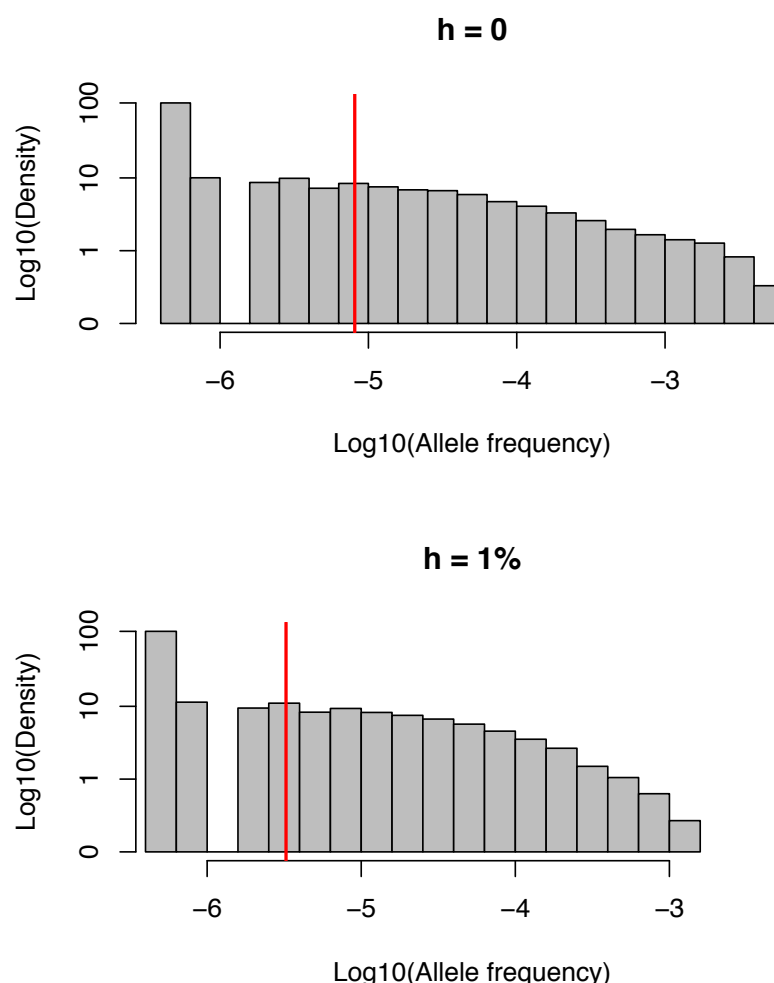 h = 0
Log10(Density)
100
10
1
0
−6 −5 −4 −3
Log10(Allele frequency)
h = 1%
Log10(Density)
100
10
1
0
−6 −5 −4 −3
Log10(Allele frequency)